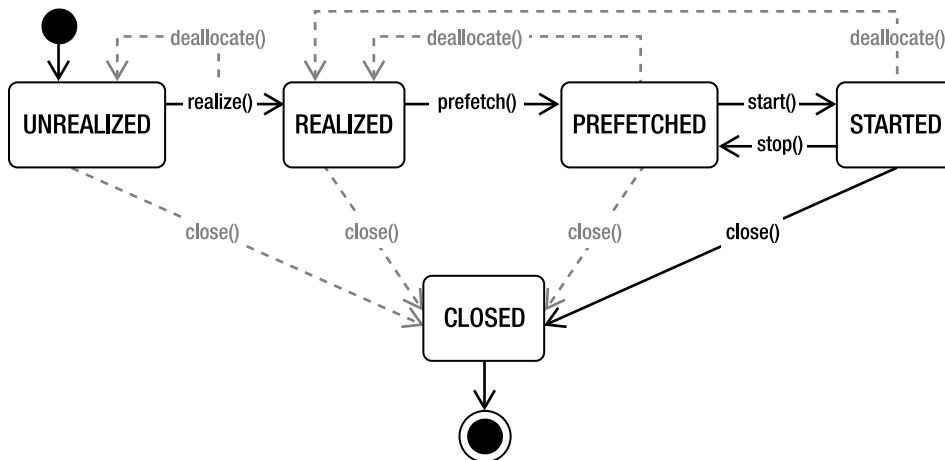 deallocate()
deallocate()
deallocate()
UNREALIZED
realize()
REALIZED
prefetch()
PREFETCHED
start()
stop()
STARTED
close()
close()
close()
close()
CLOSED